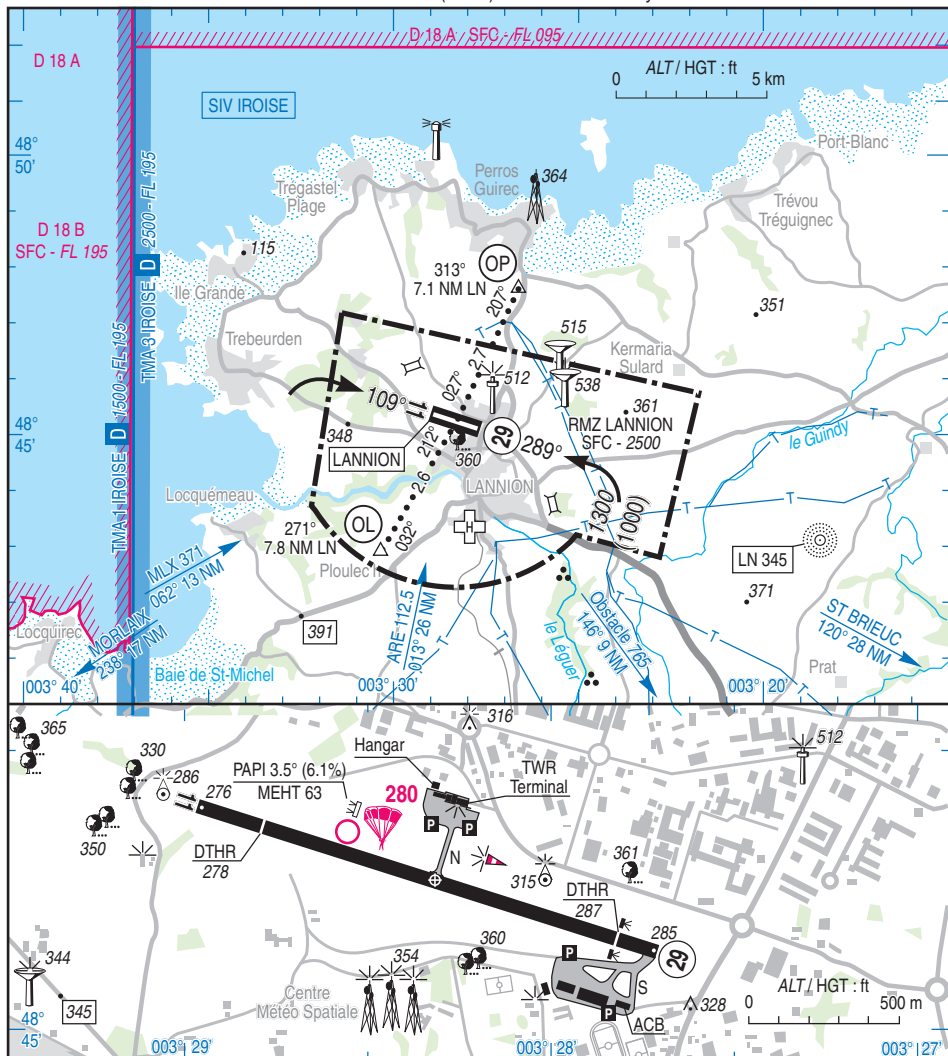 D 18 A SFC - FL 095
D 18 A
ALT / HGT : ft
0 5 km
SIV IROISE
48°
50'
Port-Blanc
Perros
Guirec
364
Trégastel
Plage
Trévou
Tréguignec
TMA 3 IROISE D 2500 - FL 195
D 18 B
SFC - FL 195
115
Ile Grande
313°
7.1 NM LN
OP
207°
351
Trebeurden
2.7
515
Kermaria
Sulard
027°
512
538
109°
11
361
RMZ LANNION
SFC - 2500
48°
45'
TMA 1 IROISE D 1500 - FL 195
348
LANNION
212°
360
29
289°
le Guindy
Locquémeau
2.6
LANNION
1300
(1000)
271°
7.8 NM LN
OL
032°
H
T
LN 345
Ploulec'h
MLX 371
062° 13 NM
371
391
ARE 112.5
013° 26 NM
le Léguer
Obstacle 765
148° 9 NM
ST BRIEUC
120° 28 NM
Locquirec
MORLAIX
238° 17 NM
Prat
Baie de St-Michel
003° 40
003° 30
003° 20
365
316
330
Hangar
512
286
276
PAPI 3.5° (6.1%)
MEHT 63
280
TWR
Terminal
11
P
P
350
DTHR
278
N
315
361
DTHR
287
285
29
344
354
360
P
S
Centre
Météo Spatiale
345
P
328
ACB
ALT / HGT : ft
0 500 m
48°
45'
003° 29'
003° 28'
003° 27'